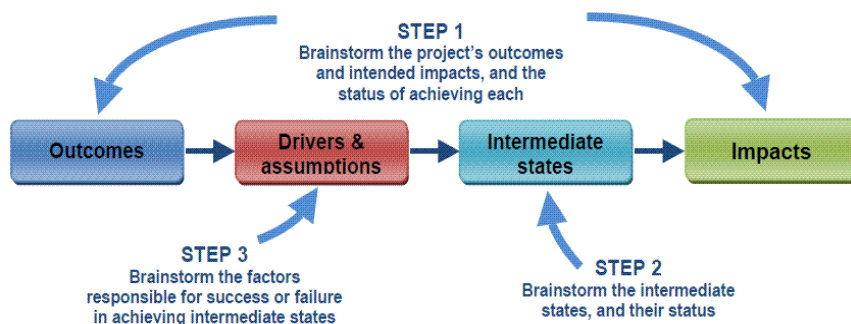 STEP 1
Brainstorm the project's outcomes
and intended impacts, and the
status of achieving each
Outcomes
Drivers &
assumptions
Intermediate
states
Impacts
STEP 3
Brainstorm the factors
responsible for success or failure
in achieving intermediate states
STEP 2
Brainstorm the intermediate
states, and their status